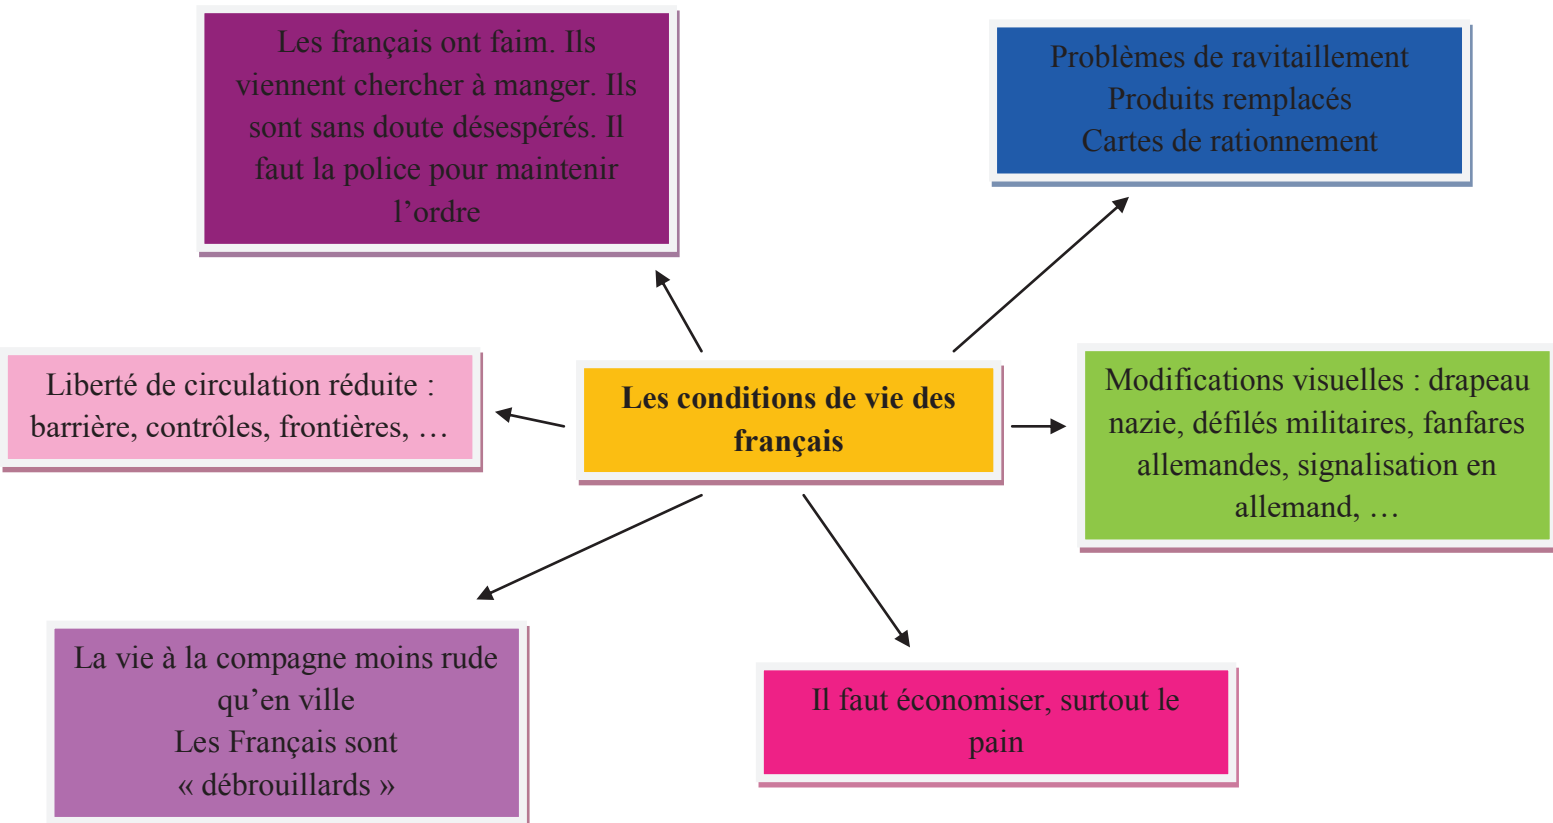 Les français ont faim. Ils
viennent chercher à manger. Ils
sont sans doute désespérés. Il
faut la police pour maintenir
l’ordre
Problèmes de ravitaillement
Produits remplacés
Cartes de rationnement
Liberté de circulation réduite :
barrière, contrôles, frontières, …
Les conditions de vie des
français
Modifications visuelles : drapeau
nazie, défilés militaires, fanfares
allemandes, signalisation en
allemand, …
La vie à la compagne moins rude
qu’en ville
Les Français sont
« débrouillards »
Il faut économiser, surtout le
pain